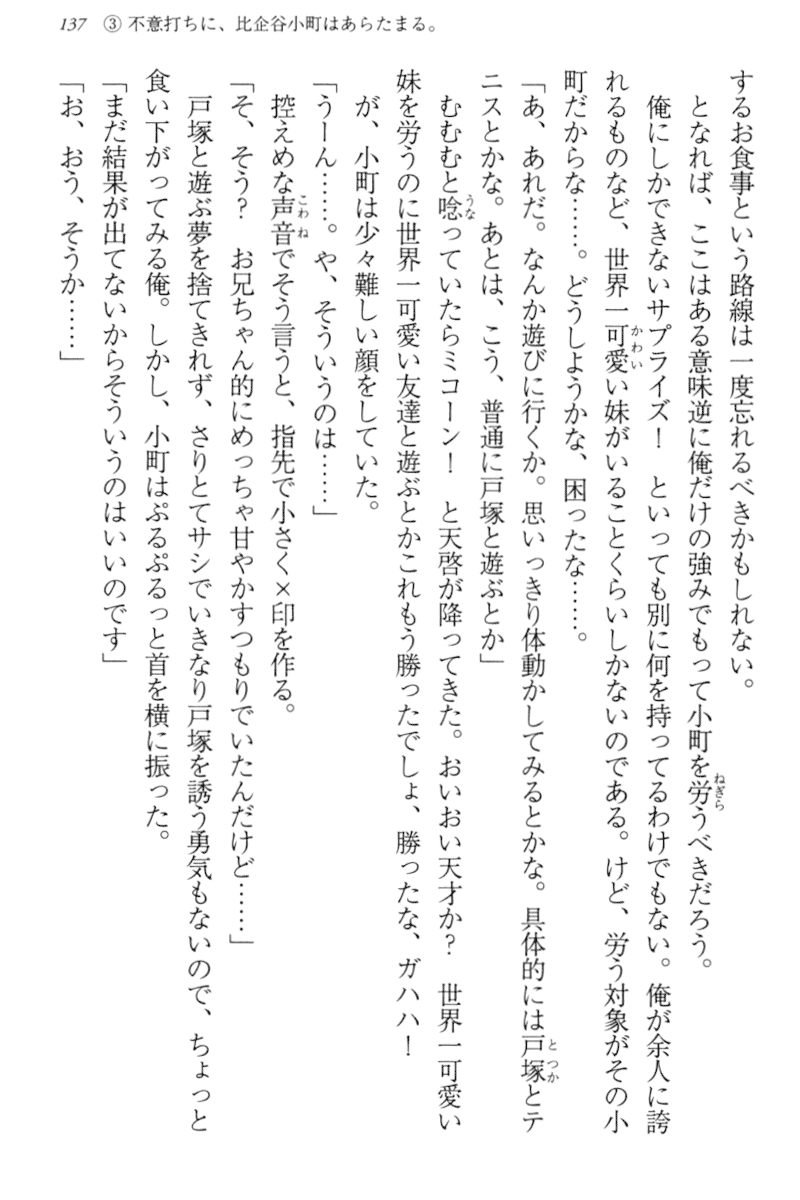 137 ③ 不意打ちに、比企谷小町はあらたまる。
するお食事という路線は一度忘れるべきかもしれない。
となれば、ここはある意味逆に俺だけの強みでもって小町を労うべきだろう。
俺にしかできないサプライズ！　といっても別に何を持ってるわけでもない。俺が余人に誇
れるものなど、世界一可愛い妹がいることくらいしかないのである。けど、労う対象がその小
町だからな……。どうしようかな、困ったな……。
「あ、あれだ。なんか遊びに行くか。思いっきり体動かしてみるとかな。具体的には戸塚とテ
ニスとかな。あとは、こう、普通に戸塚と遊ぶとか」
むむむと唸っていたらミコーン！　と天啓が降ってきた。おいおい天才か？　世界一可愛い
妹を労うのに世界一可愛い友達と遊ぶとかこれもう勝ったでしょ、勝ったな、ガハハ！
が、小町は少々難しい顔をしていた。
「うーん……。や、そういうのは……」
控えめな声音でそう言うと、指先で小さく×印を作る。
「そ、そう？　お兄ちゃん的にめっちゃ甘やかすつもりでいたんだけど……」
戸塚と遊ぶ夢を捨てきれず、さりとてサシでいきなり戸塚を誘う勇気もないので、ちょっと
食い下がってみる俺。しかし、小町はぷるぷるっと首を横に振った。
「まだ結果が出てないからそういうのはいいのです」
「お、おう、そうか……」